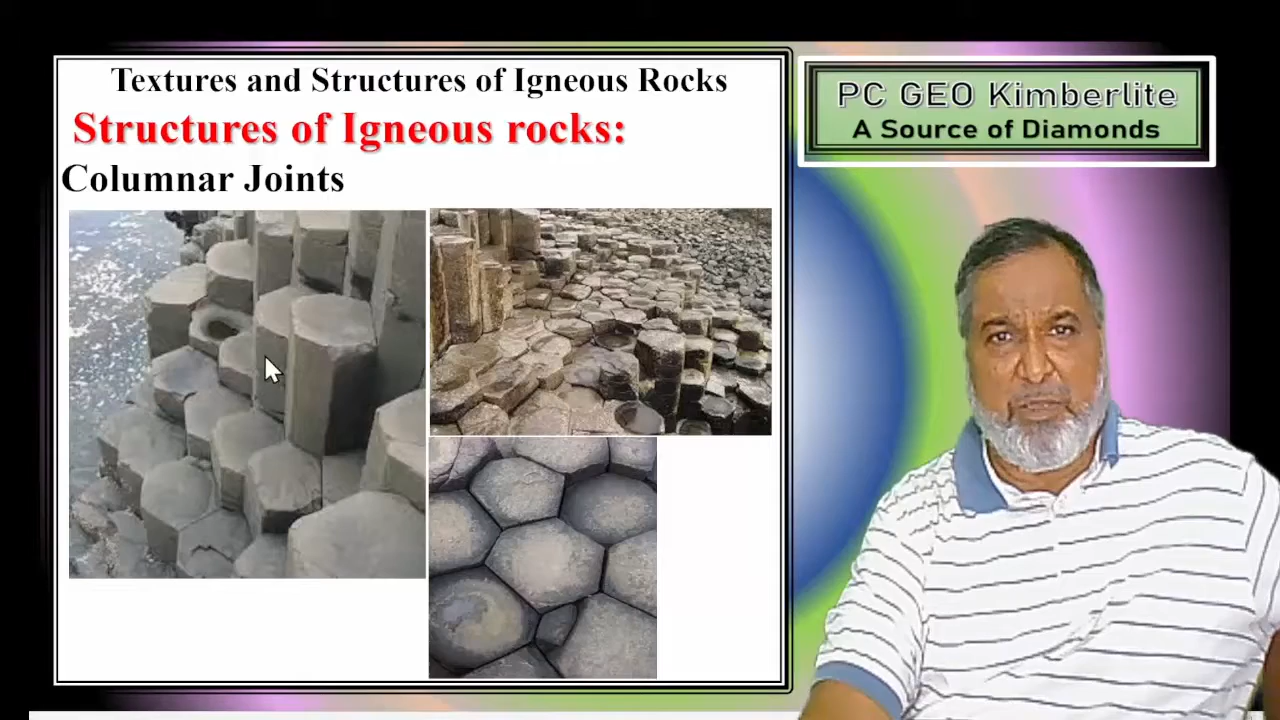 Textures and Structures of Igneous Rocks
Structures of Igneous rocks:
Columnar Joints
PC GEO Kimberlite
A Source of Diamonds